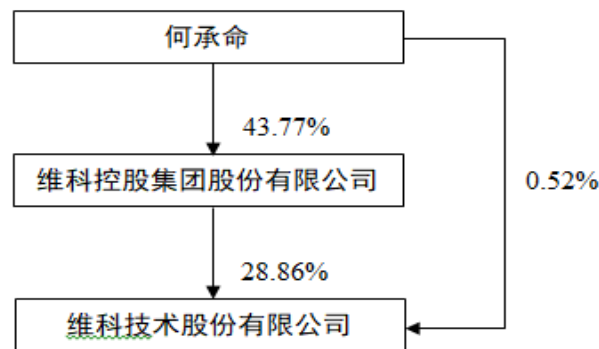 何承命
43.77%
维科控股集团股份有限公司
0.52%
28.86%
维科技术股份有限公司